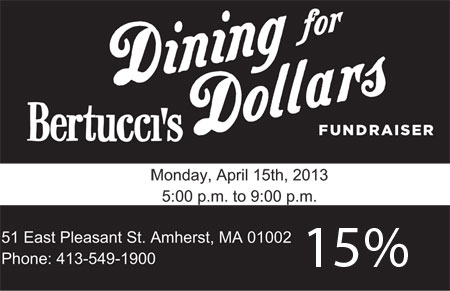 Dining for
Dollars
Bertucci's
FUNDRAISER
Monday, April 15th, 2013
5:00 p.m. to 9:00 p.m.
51 East Pleasant St. Amherst, MA 01002
Phone: 413-549-1900
15%